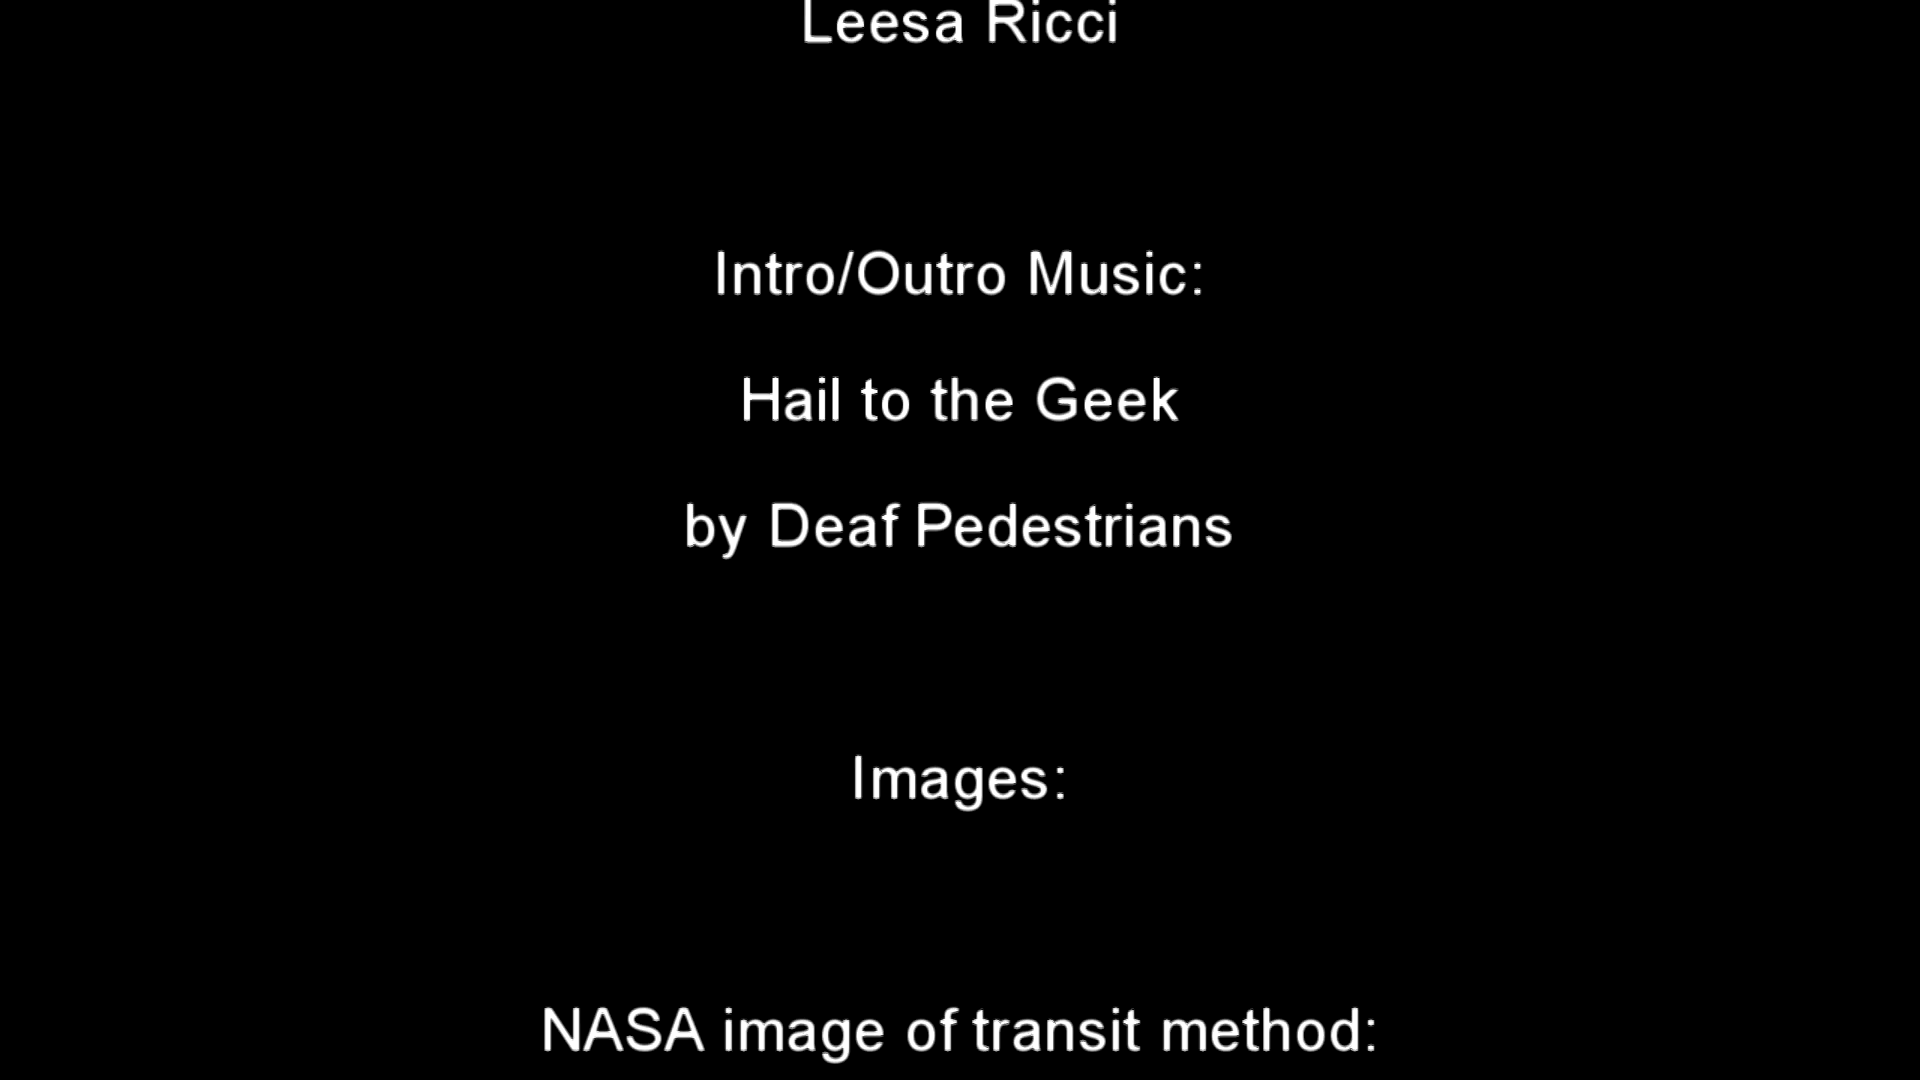 Leesa Ricci
Intro/Outro Music:
Hail to the Geek
by Deaf Pedestrians
Images:
NASA image of transit method: